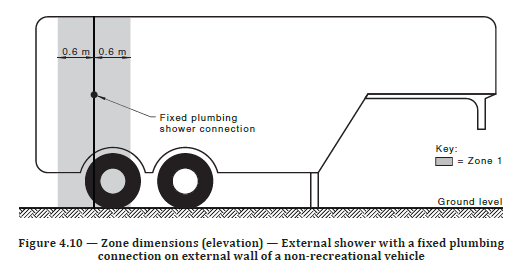 0.6 m 0.6 m
Fixed plumbing
shower connection
Key:
= Zone 1
Ground level
Figure 4.10 — Zone dimensions (elevation) — External shower with a fixed plumbing
connection on external wall of a non-recreational vehicle